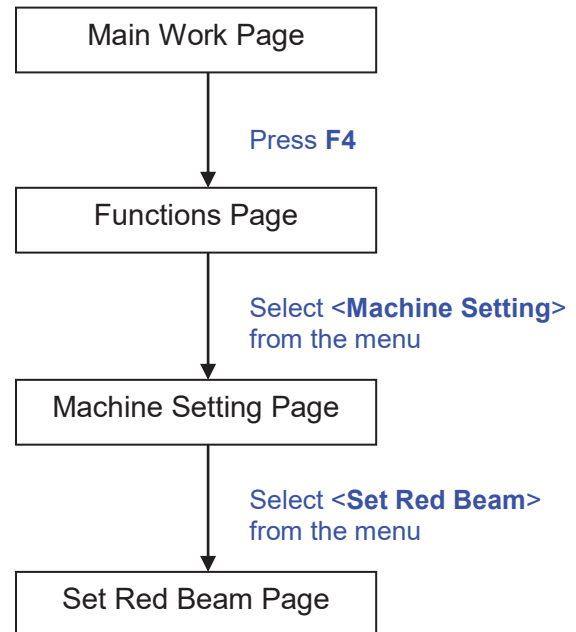 Main Work Page
Press F4
Functions Page
Select <Machine Setting>
from the menu
Machine Setting Page
Select <Set Red Beam>
from the menu
Set Red Beam Page